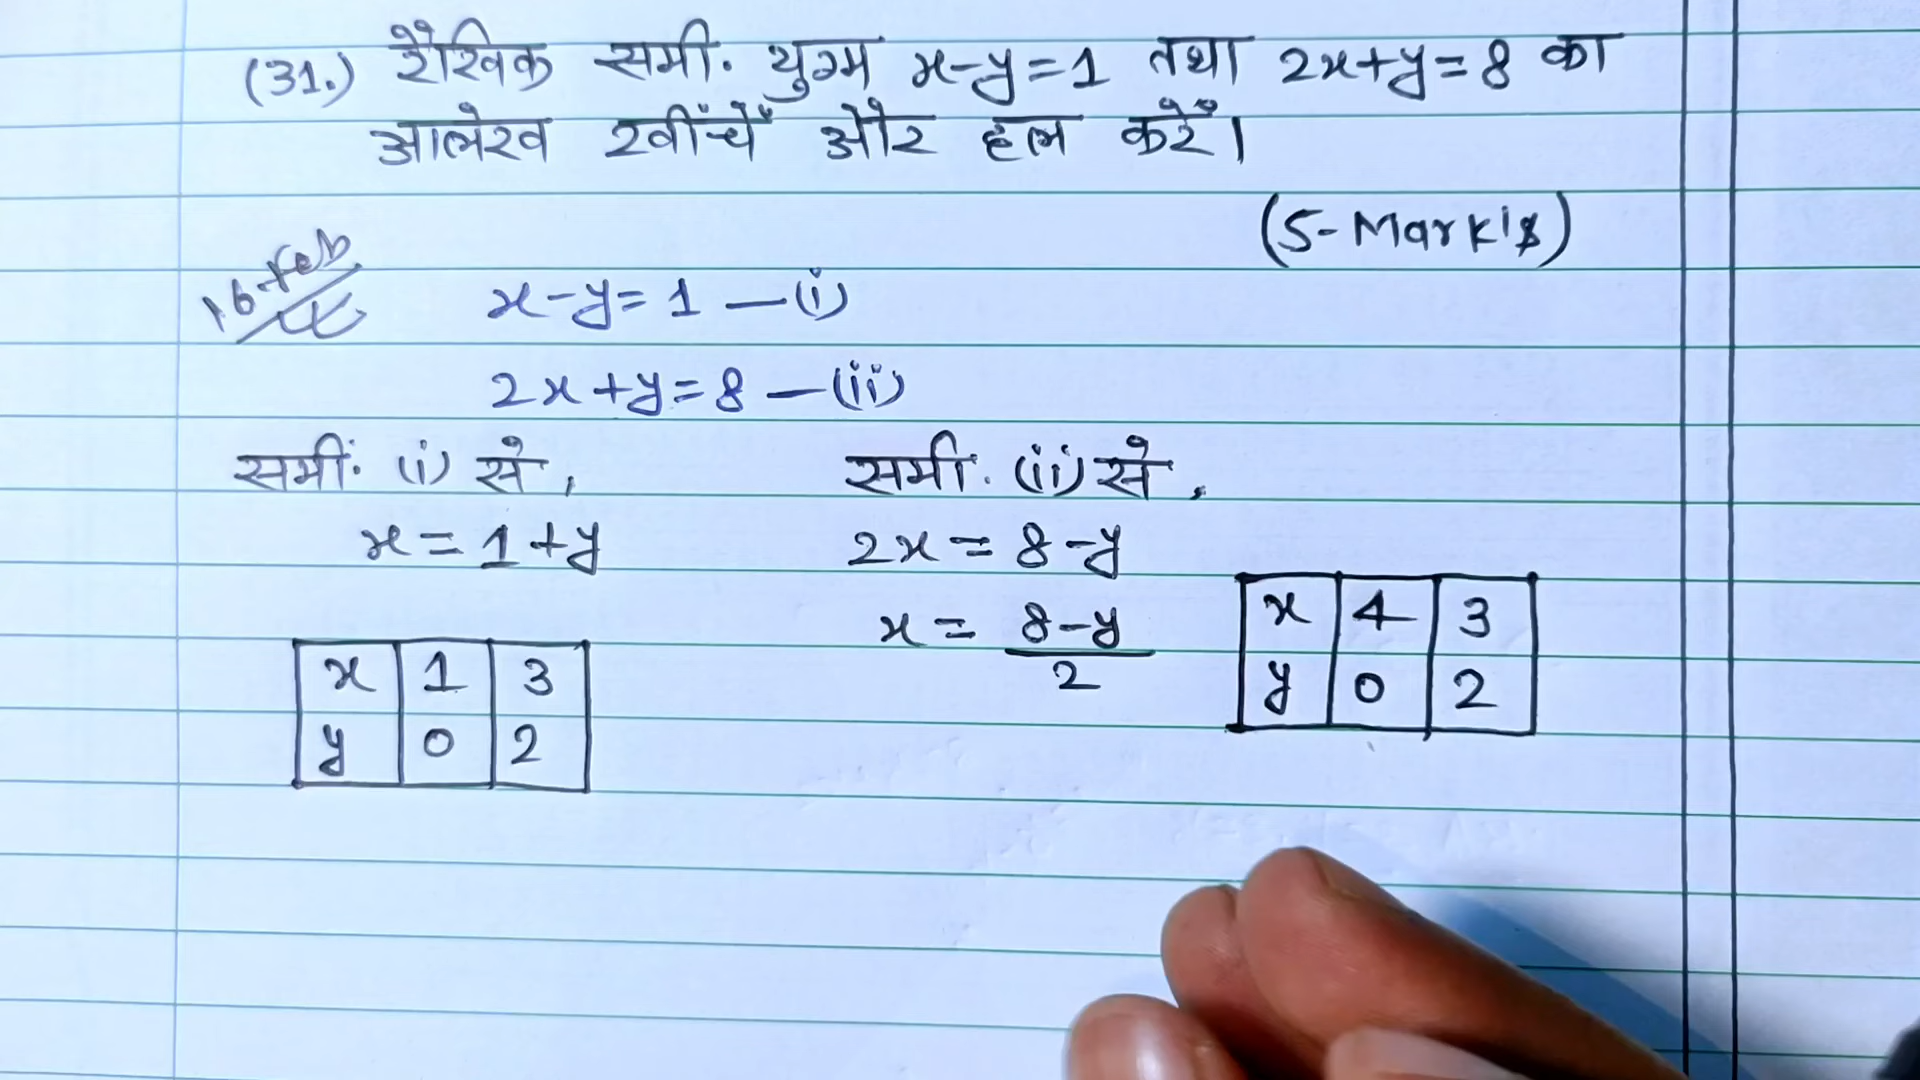 (31.) रैखिक समी. युग्म x-y=1 तथा 2x+y=8 का
आलेख खींचें और हल करें।
(5-Marks)
16-Feb
x-y=1 —(i)
2x+y=8 —(ii)
समी. (i) से,
x=1+y
x 1 3
y 0 2
समी. (ii) से,
2x = 8-y
x = 8-y
2
x 4 3
y 0 2